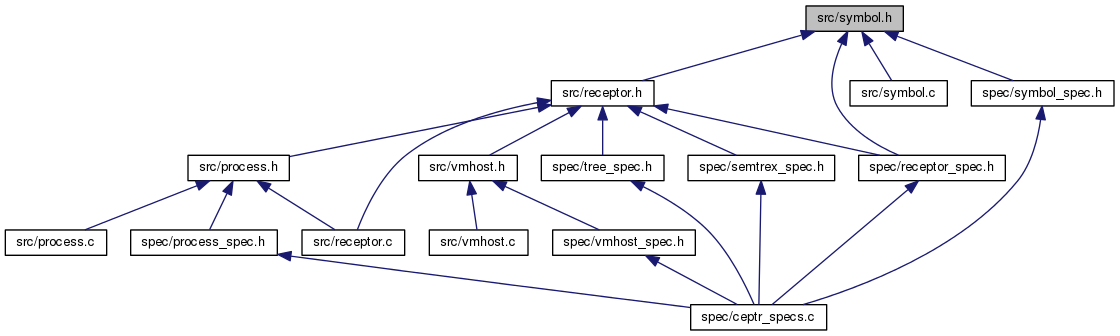 src/symbol.h
src/receptor.h
src/symbol.c
spec/symbol_spec.h
src/process.h
src/vmhost.h
spec/tree_spec.h
spec/semtrex_spec.h
spec/receptor_spec.h
src/process.c
spec/process_spec.h
src/receptor.c
src/vmhost.c
spec/vmhost_spec.h
spec/ceptr_specs.c